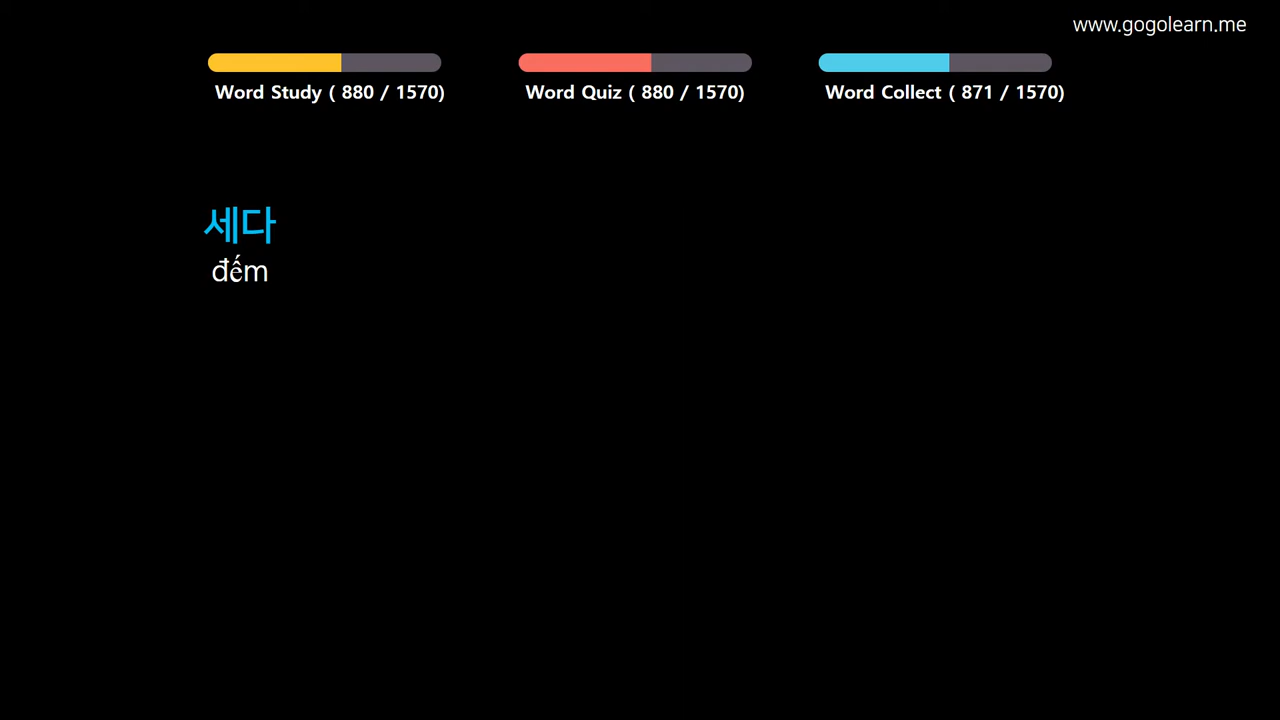 www.gogolearn.me
Word Study ( 880 / 1570)
Word Quiz ( 880 / 1570)
Word Collect ( 871 / 1570)
세다
đếm